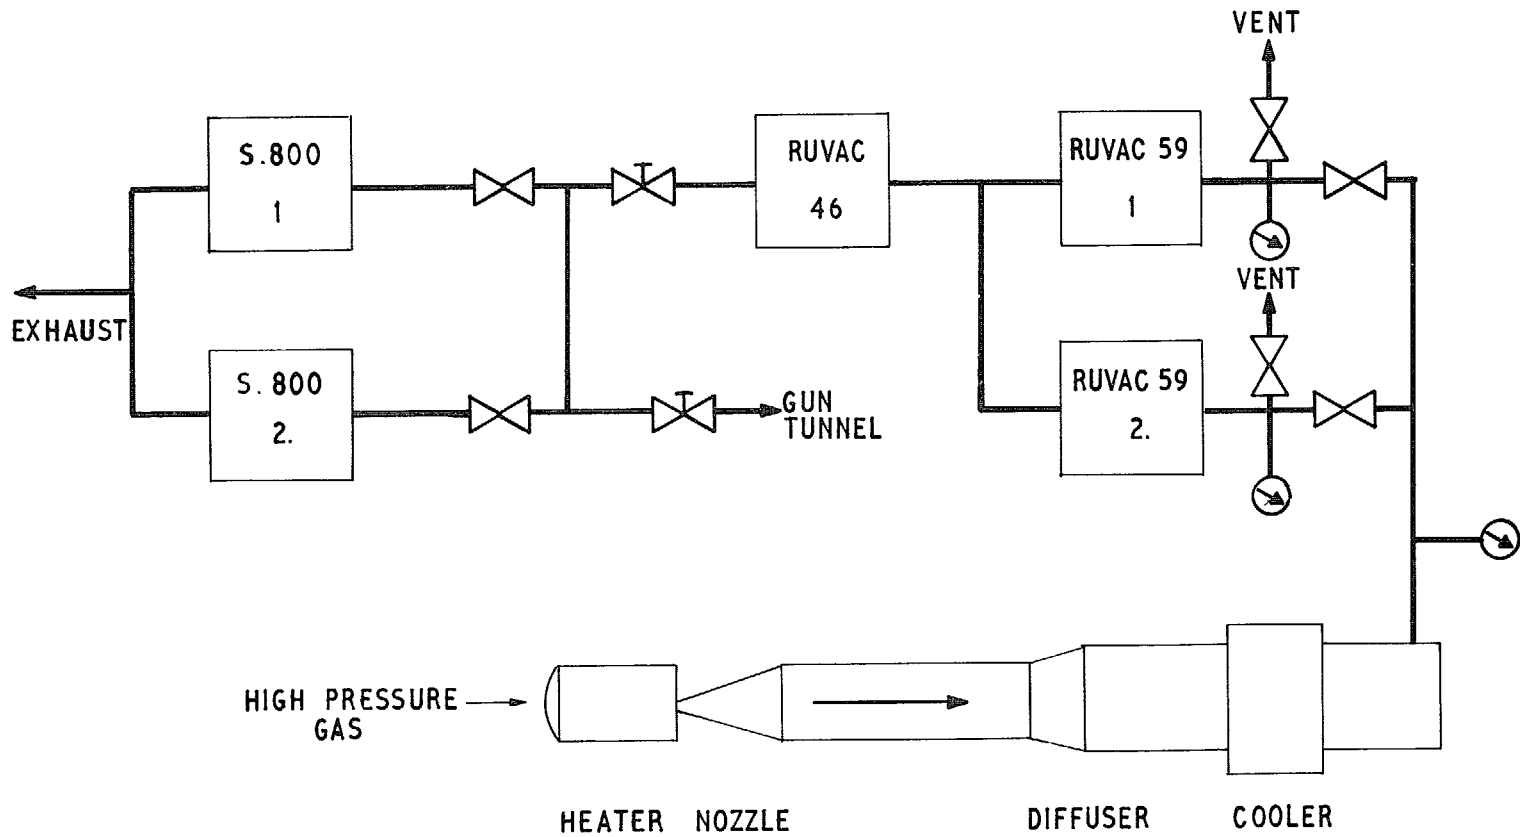 VENT
S.800
1
RUVAC
46
RUVAC 59
1
VENT
EXHAUST
S. 800
2.
GUN
TUNNEL
RUVAC 59
2.
HIGH PRESSURE
GAS
HEATER NOZZLE DIFFUSER COOLER